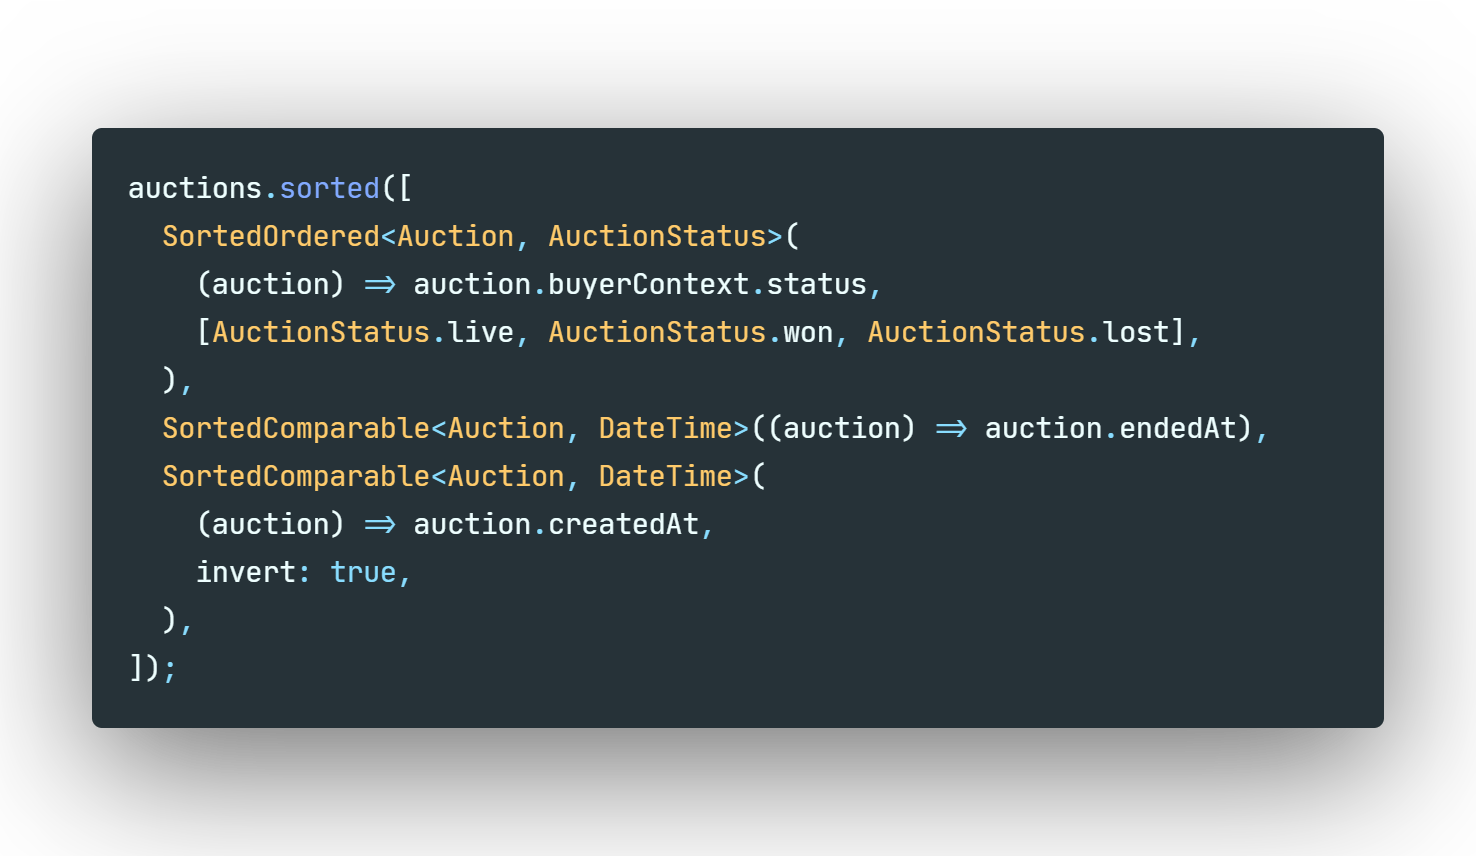 auctions.sorted([
  SortedOrdered<Auction, AuctionStatus>(
    (auction) => auction.buyerContext.status,
    [AuctionStatus.live, AuctionStatus.won, AuctionStatus.lost],
  ),
  SortedComparable<Auction, DateTime>((auction) => auction.endedAt),
  SortedComparable<Auction, DateTime>(
    (auction) => auction.createdAt,
    invert: true,
  ),
]);